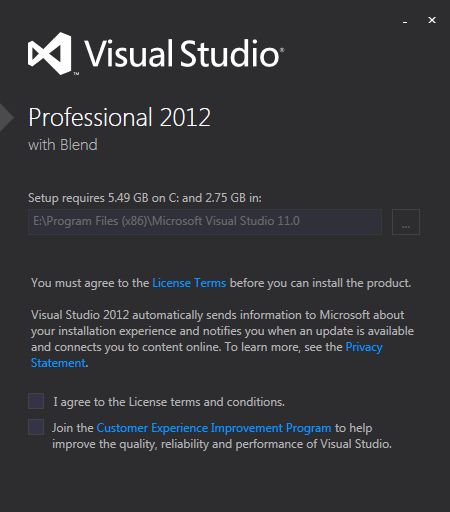 Visual Studio®
™
Professional 2012
with Blend
Setup requires 5.49 GB on C: and 2.75 GB in:
E:\Program Files (x86)\Microsoft Visual Studio 11.0
...
You must agree to the License Terms before you can install the product.
Visual Studio 2012 automatically sends information to Microsoft about
your installation experience and notifies you when an update is available
and connects you to content online. To learn more, see the Privacy
Statement.
I agree to the License terms and conditions.
Join the Customer Experience Improvement Program to help
improve the quality, reliability and performance of Visual Studio.